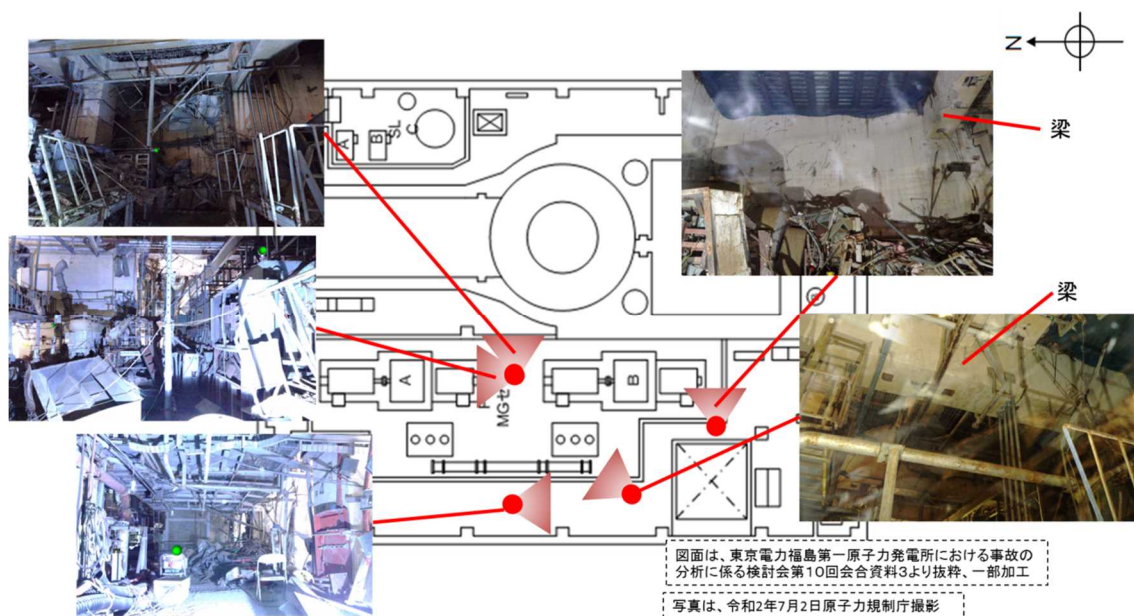 N
梁
梁
A
B
SL
C
A
MGセ
B
図面は、東京電力福島第一原子力発電所における事故の
分析に係る検討会第10回会合資料3より抜粋、一部加工
写真は、令和2年7月2日原子力規制庁撮影